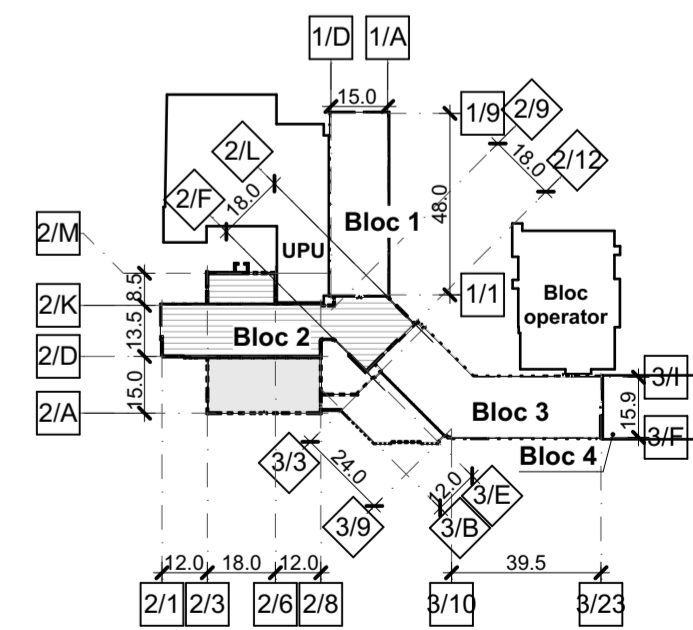 1/D 1/A
15.0
1/9 2/9
2/L 18.0 2/12
2/F 18.0
48.0
Bloc 1
2/M UPU
8.5 1/1
2/K Bloc
operator
13.5 Bloc 2
2/D
15.0 3/I
2/A Bloc 3 15.9
3/F
Bloc 4
3/3 24.0
12.0 3/E
3/9 3/B
12.0 18.0 12.0 39.5
2/1 2/3 2/6 2/8 3/10 3/23